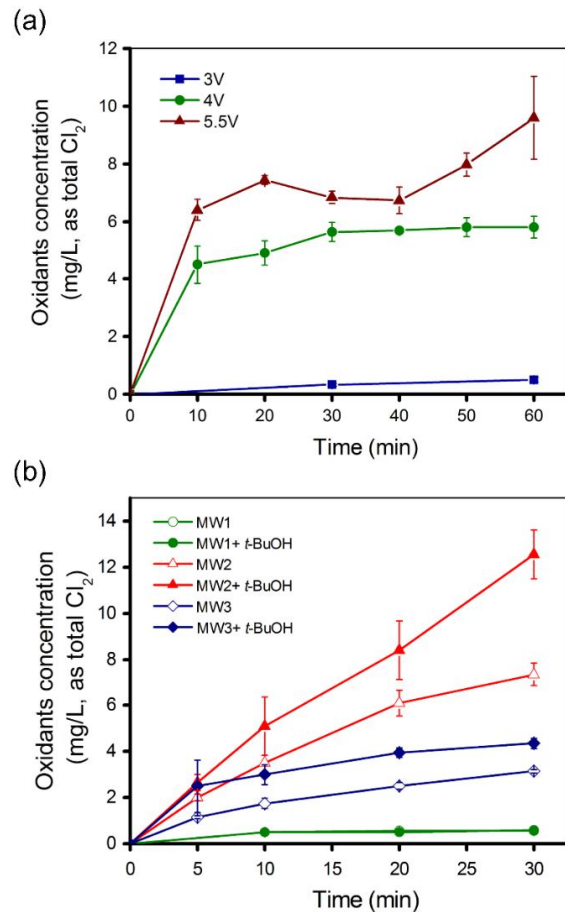 (a)
Oxidants concentration
(mg/L, as total Cl₂)
12
10
8
6
4
2
0
3V
4V
5.5V
0 10 20 30 40 50 60
Time (min)
(b)
Oxidants concentration
(mg/L, as total Cl₂)
14
12
10
8
6
4
2
0
MW1
MW1+ t-BuOH
MW2
MW2+ t-BuOH
MW3
MW3+ t-BuOH
0 5 10 15 20 25 30
Time (min)